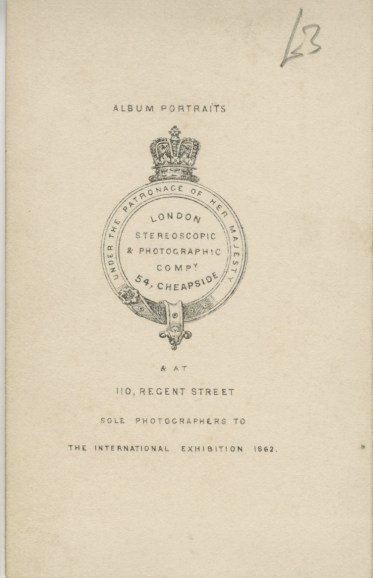 ALBUM PORTRAITS
UNDER THE PATRONAGE OF HER MAJESTY
LONDON
STEREOSCOPIC
& PHOTOGRAPHIC
COMPY
54, CHEAPSIDE
& AT
110, REGENT STREET
SOLE PHOTOGRAPHERS TO
THE INTERNATIONAL EXHIBITION 1862.